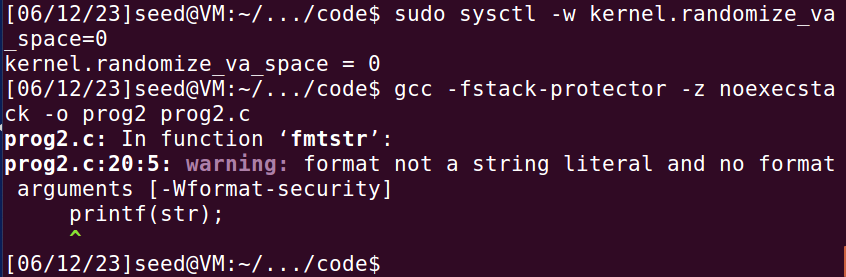 [06/12/23]seed@VM:~/.../code$ sudo sysctl -w kernel.randomize_va
_space=0
kernel.randomize_va_space = 0
[06/12/23]seed@VM:~/.../code$ gcc -fstack-protector -z noexecsta
ck -o prog2 prog2.c
prog2.c: In function ‘fmtstr’:
prog2.c:20:5: warning: format not a string literal and no format
 arguments [-Wformat-security]
     printf(str);
     ^
[06/12/23]seed@VM:~/.../code$